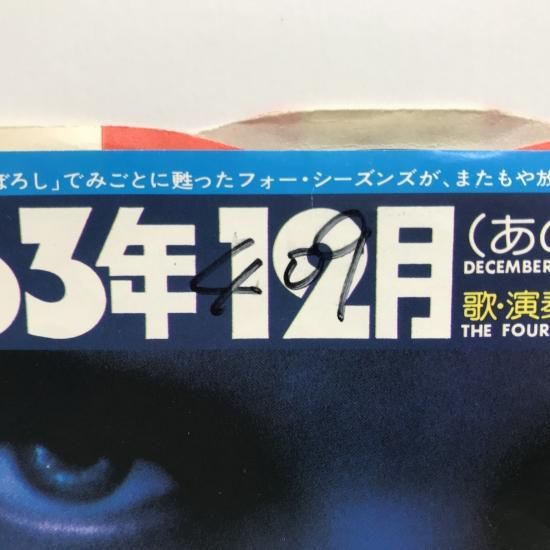 ぼろし」でみごとに甦ったフォー・シーズンズが、またもや放
63年12月
(あの
DECEMBER
409
歌・演奏
THE FOUR